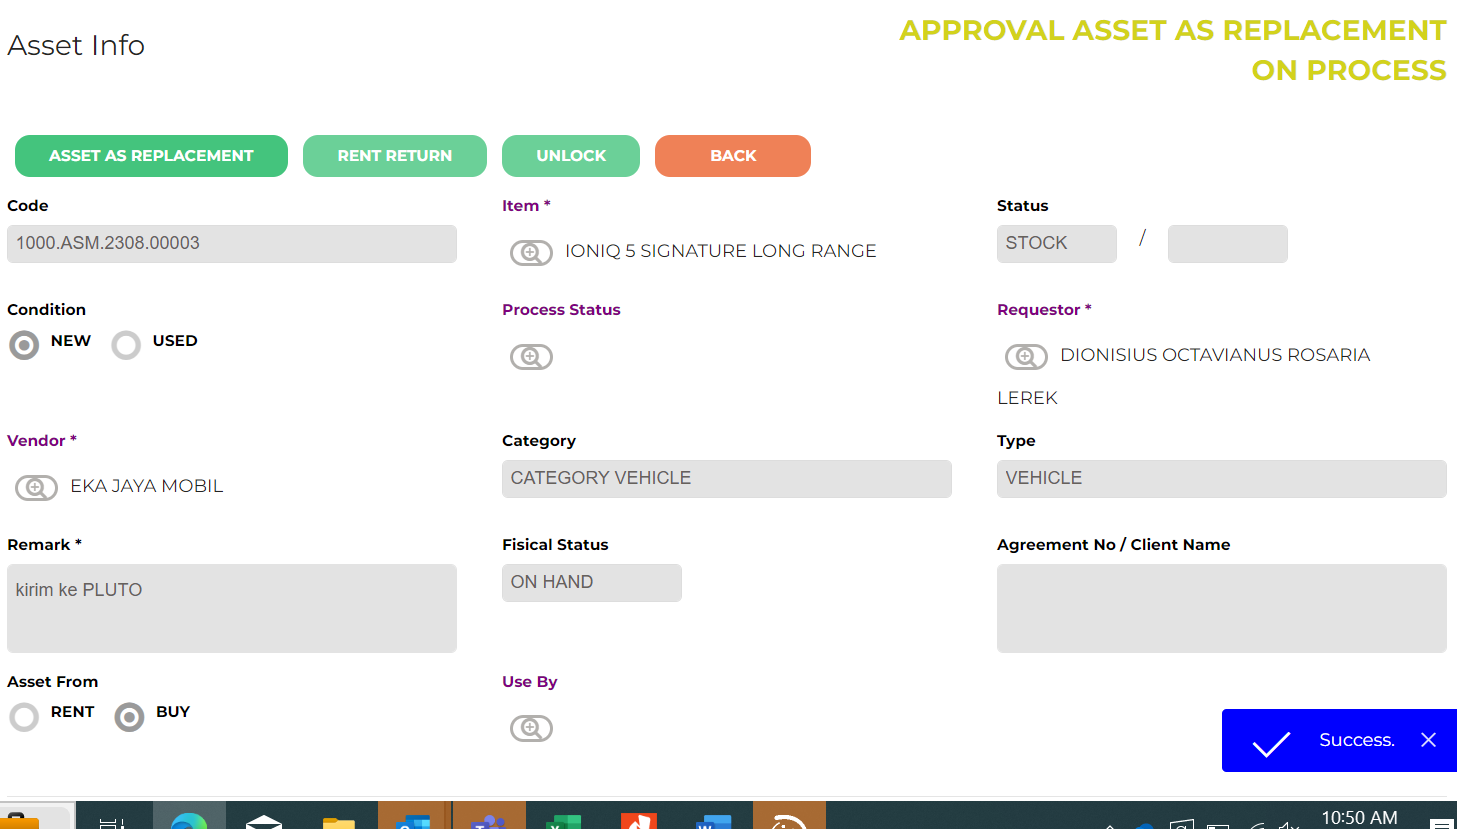 Asset Info
APPROVAL ASSET AS REPLACEMENT
ON PROCESS
ASSET AS REPLACEMENT
RENT RETURN
UNLOCK
BACK
Code
Item *
Status
1000.ASM.2308.00003
IONIQ 5 SIGNATURE LONG RANGE
STOCK
/
Condition
Process Status
Requestor *
NEW
USED
DIONISIUS OCTAVIANUS ROSARIA
LEREK
Vendor *
Category
Type
EKA JAYA MOBIL
CATEGORY VEHICLE
VEHICLE
Remark *
Fisical Status
Agreement No / Client Name
kirim ke PLUTO
ON HAND
Asset From
Use By
RENT
BUY
Success.
10:50 AM